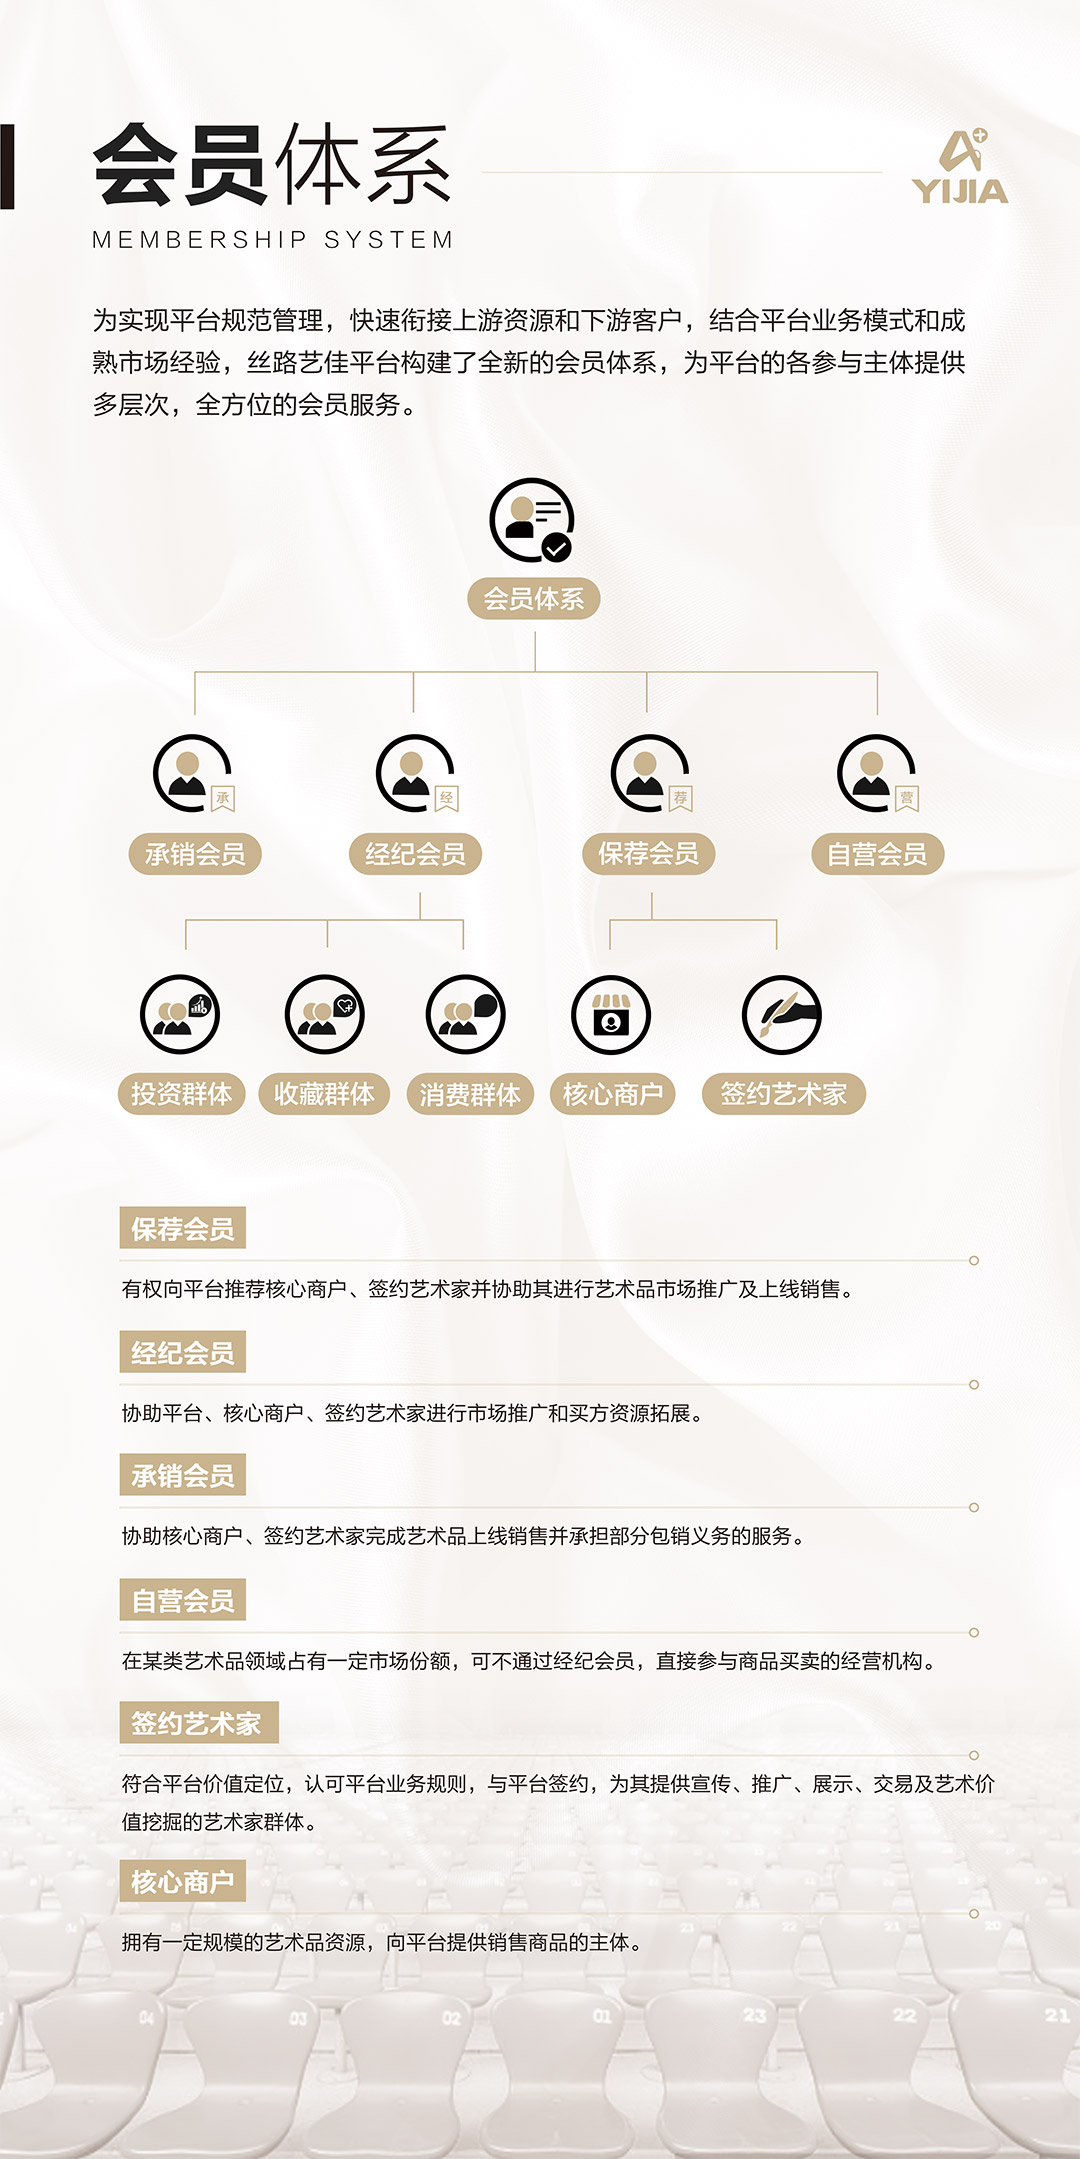 会员体系
YIJIA
MEMBERSHIP SYSTEM
为实现平台规范管理，快速衔接上游资源和下游客户，结合平台业务模式和成
熟市场经验，丝路艺佳平台构建了全新的会员体系，为平台的各参与主体提供
多层次，全方位的会员服务。
会员体系
承 经 荐 营
承销会员 经纪会员 保荐会员 自营会员
投资群体 收藏群体 消费群体 核心商户 签约艺术家
保荐会员
有权向平台推荐核心商户、签约艺术家并协助其进行艺术品市场推广及上线销售。
经纪会员
协助平台、核心商户、签约艺术家进行市场推广和买方资源拓展。
承销会员
协助核心商户、签约艺术家完成艺术品上线销售并承担部分包销义务的服务。
自营会员
在某类艺术品领域占有一定市场份额，可不通过经纪会员，直接参与商品买卖的经营机构。
签约艺术家
符合平台价值定位，认可平台业务规则，与平台签约，为其提供宣传、推广、展示、交易及艺术价
值挖掘的艺术家群体。
核心商户
拥有一定规模的艺术品资源，向平台提供销售商品的主体。
23 22 21 20
04 03 02 01 23 22 21